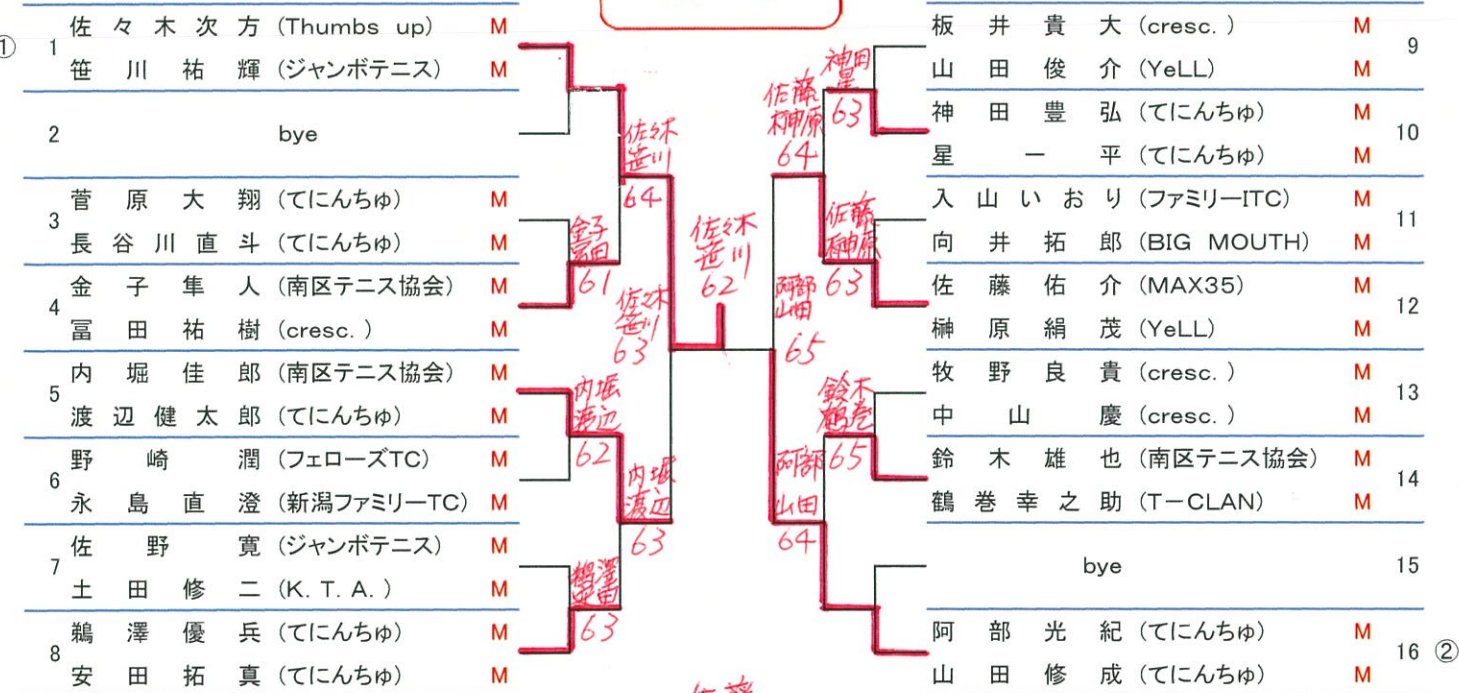 ① 1 佐々木次方 (Thumbs up) M
笹川祐輝 (ジャンボテニス) M
2 bye
3 菅原大翔 (てにんちゅ) M
長谷川直斗 (てにんちゅ) M
4 金子隼人 (南区テニス協会) M
冨田祐樹 (cresc.) M
5 内堀佳郎 (南区テニス協会) M
渡辺健太郎 (てにんちゅ) M
6 野崎潤 (フェローズTC) M
永島直澄 (新潟ファミリーTC) M
7 佐野寛 (ジャンボテニス) M
土田修二 (K.T.A.) M
8 鵜澤優兵 (てにんちゅ) M
安田拓真 (てにんちゅ) M
佐々木
笹川
64
金子
冨田
61
佐々木
笹川
63
内堀
渡辺
62
内堀
渡辺
63
鵜澤
安田
63
佐々木
笹川
62
神田
星
63
佐藤
榊原
64
佐藤
榊原
63
阿部
山田
65
鈴木
鶴巻
65
阿部
山田
64
佐藤
板井貴大 (cresc.) M 9
山田俊介 (YeLL) M
神田豊弘 (てにんちゅ) M 10
星一平 (てにんちゅ) M
入山いおり (ファミリーITC) M 11
向井拓郎 (BIG MOUTH) M
佐藤佑介 (MAX35) M 12
榊原絹茂 (YeLL) M
牧野良貴 (cresc.) M 13
中山慶 (cresc.) M
鈴木雄也 (南区テニス協会) M 14
鶴巻幸之助 (T-CLAN) M
bye 15
阿部光紀 (てにんちゅ) M 16 ②
山田修成 (てにんちゅ) M